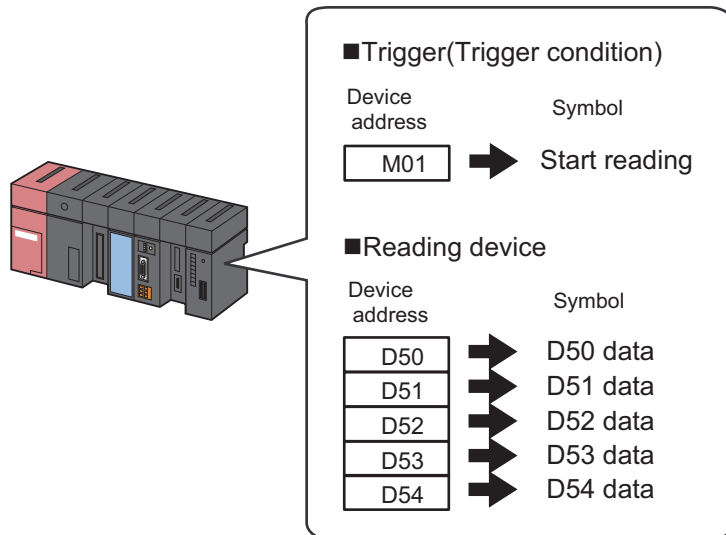 ■Trigger(Trigger condition)
Device
address
Symbol
M01
Start reading
■Reading device
Device
address
Symbol
D50
D50 data
D51
D51 data
D52
D52 data
D53
D53 data
D54
D54 data